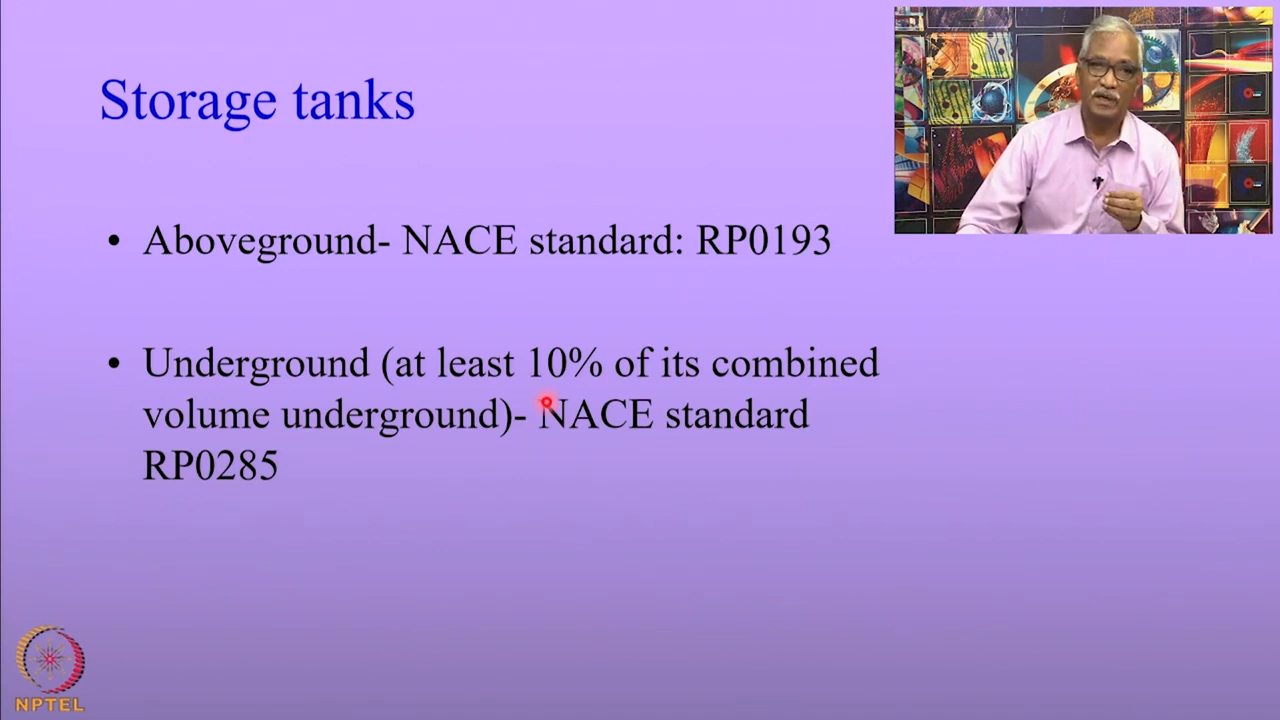 Storage tanks
• Aboveground- NACE standard: RP0193
• Underground (at least 10% of its combined
volume underground)- NACE standard
RP0285
NPTEL